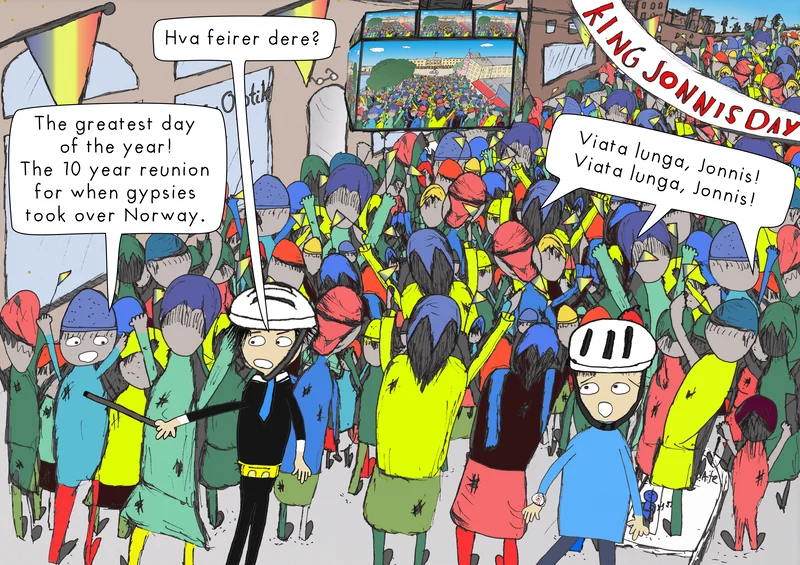 Hva feirer dere?
KING JONNIS DAY
Optik
The greatest day
of the year!
The 10 year reunion
for when gypsies
took over Norway.
Viata lunga, Jonnis!
Viata lunga, Jonnis!